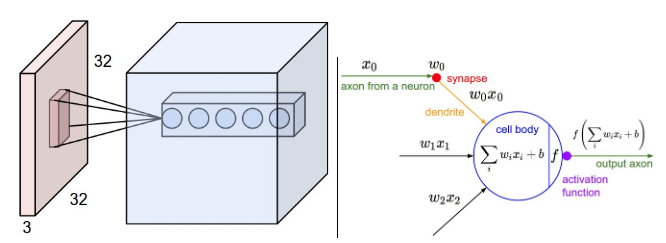 32
32
3
x₀
w₀
synapse
axon from a neuron
w₀x₀
dendrite
cell body
w₁x₁
∑ᵢ wᵢxᵢ + b
f
f(∑ᵢ wᵢxᵢ + b)
output axon
activation
function
w₂x₂